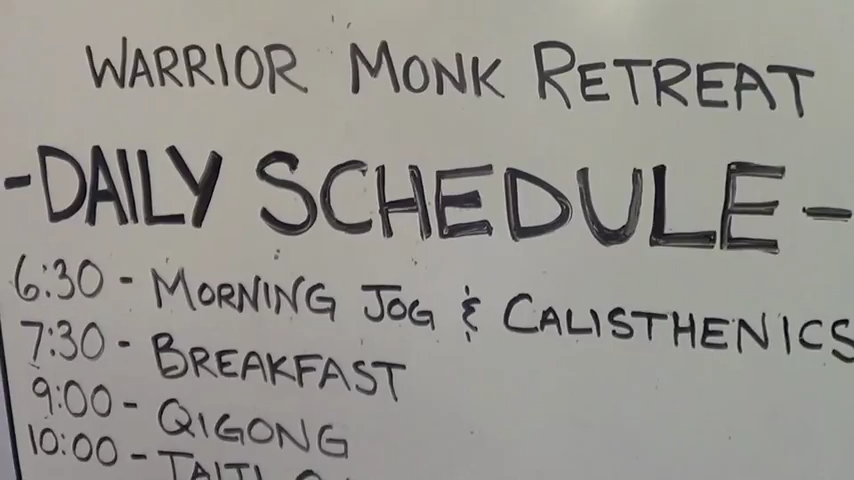 WARRIOR MONK RETREAT
-DAILY SCHEDULE-
6:30 - MORNING JOG & CALISTHENICS
7:30 - BREAKFAST
9:00 - QIGONG
10:00 -